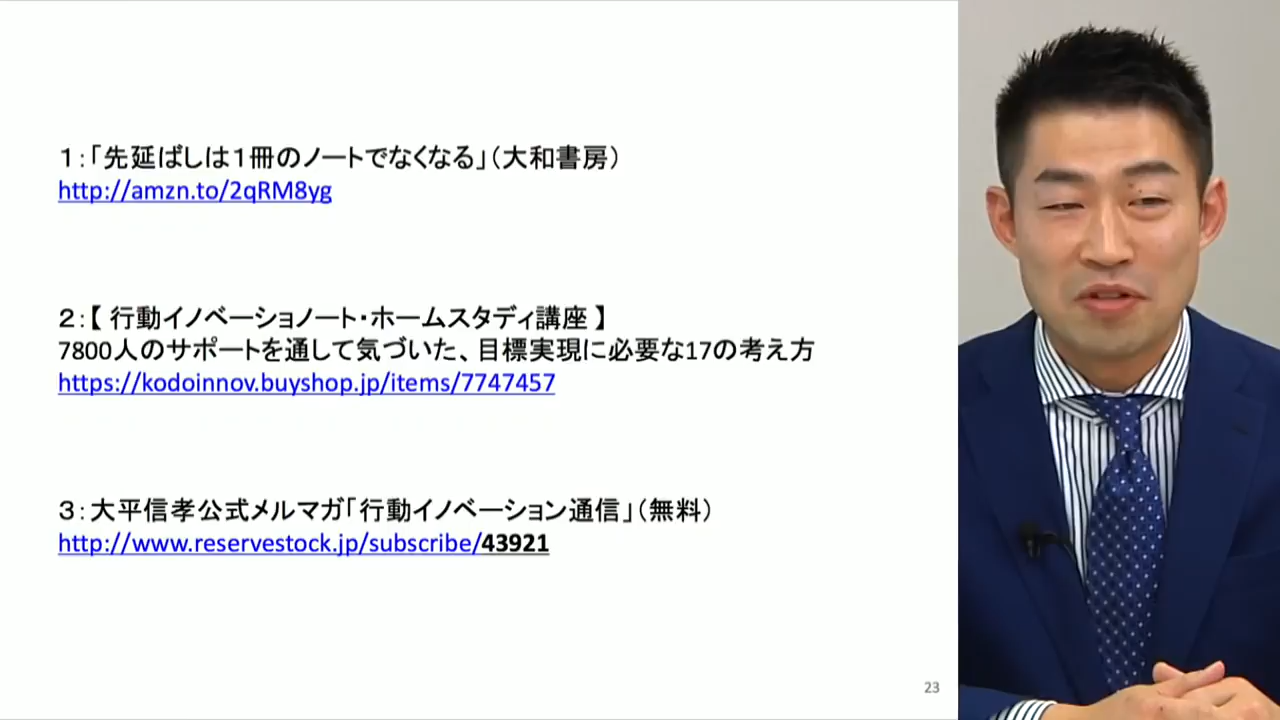 １：「先延ばしは１冊のノートでなくなる」（大和書房）
http://amzn.to/2qRM8yg
２：【 行動イノベーショノート・ホームスタディ講座 】
7800人のサポートを通して気づいた、目標実現に必要な17の考え方
https://kodoinnov.buyshop.jp/items/7747457
３：大平信孝公式メルマガ「行動イノベーション通信」（無料）
http://www.reservestock.jp/subscribe/43921
23